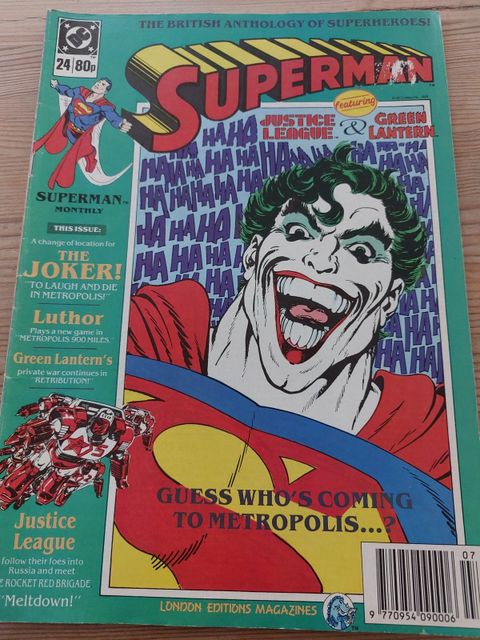 THE BRITISH ANTHOLOGY OF SUPERHEROES!
DC
24 80p
SUPERMAN
featuring
JUSTICE LEAGUE & GREEN LANTERN
SUPERMAN
MONTHLY
THIS ISSUE:
A change of location for
THE
JOKER!
"TO LAUGH AND DIE
IN METROPOLIS!"
Luthor
Plays a new game in
"METROPOLIS 900 MILES."
Green Lantern's
private war continues in
"RETRIBUTION!"
Justice
League
follow their foes into
Russia and meet
ROCKET RED BRIGADE
"Meltdown!"
HA HA HA HA HA HA
GUESS WHO'S COMING
TO METROPOLIS...?
LONDON EDITIONS MAGAZINES
07
9 770954 090006